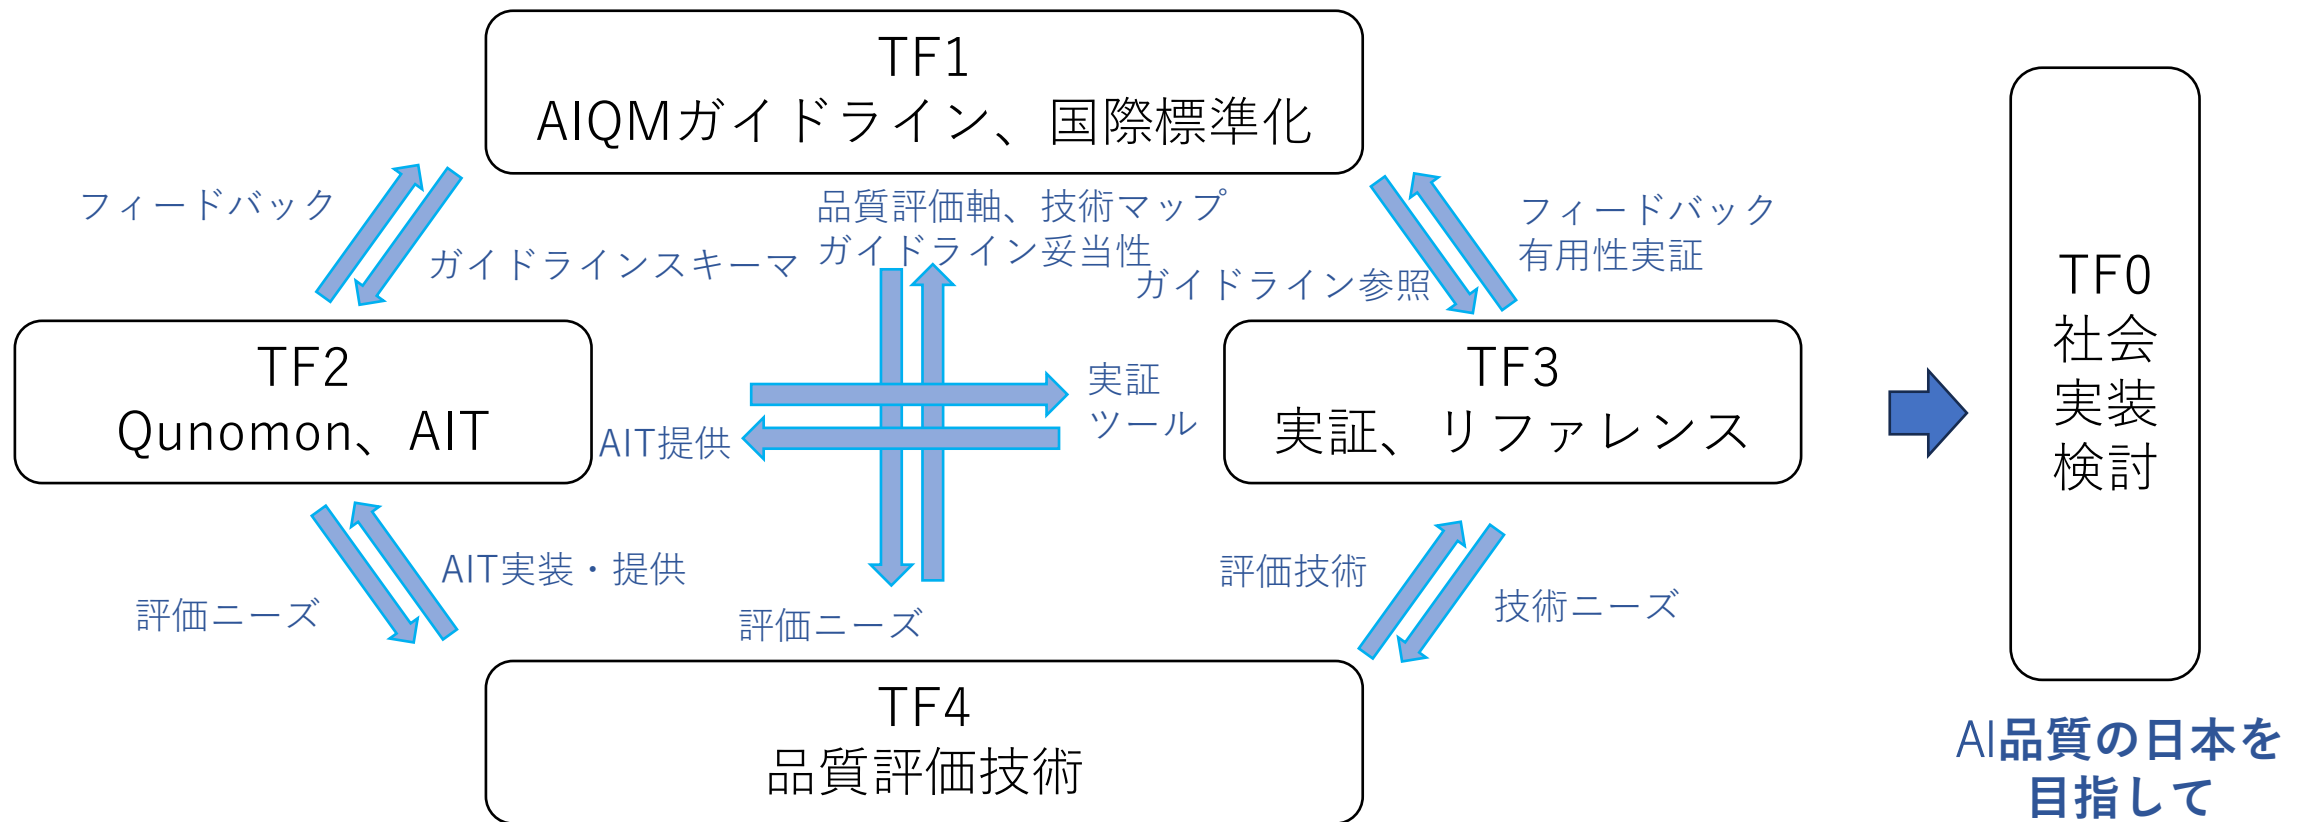 TF1
AIQMガイドライン、国際標準化
フィードバック
ガイドラインスキーマ
品質評価軸、技術マップ
ガイドライン妥当性
ガイドライン参照
フィードバック
有用性実証
TF2
Qunomon、AIT
AIT提供
実証
ツール
TF3
実証、リファレンス
評価ニーズ
AIT実装・提供
評価ニーズ
評価技術
技術ニーズ
TF4
品質評価技術
TF0
社会
実装
検討
AI品質の日本を
目指して